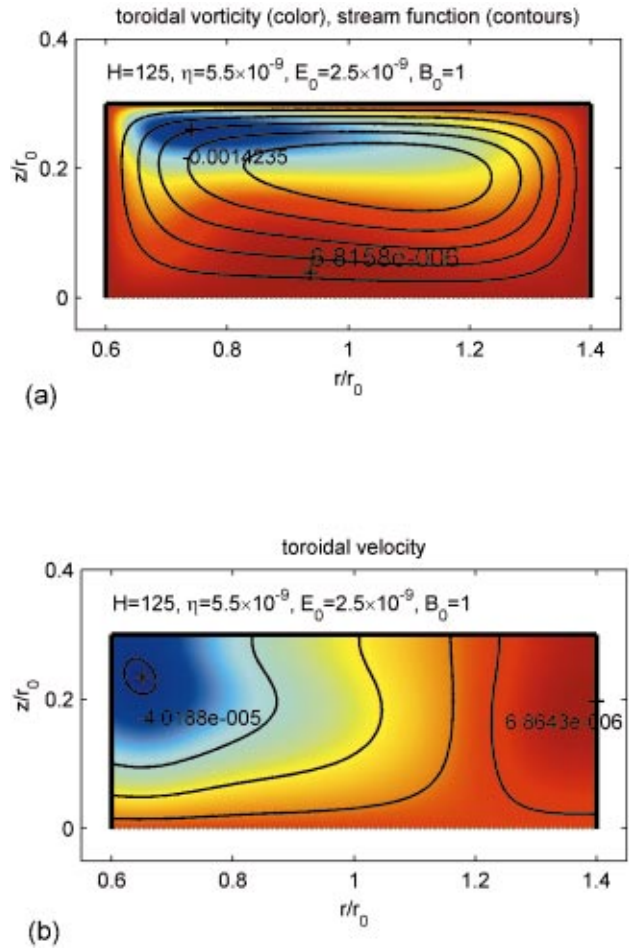 toroidal vorticity (color), stream function (contours)
0.4
H=125, η=5.5×10⁻⁹, E₀=2.5×10⁻⁹, B₀=1
z/r₀
0.2
-0.0014235
6.8158e-006
0
0.6 0.8 1 1.2 1.4
r/r₀
(a)
toroidal velocity
0.4
H=125, η=5.5×10⁻⁹, E₀=2.5×10⁻⁹, B₀=1
z/r₀
0.2
-4.0188e-005 6.8643e-006
0
0.6 0.8 1 1.2 1.4
r/r₀
(b)